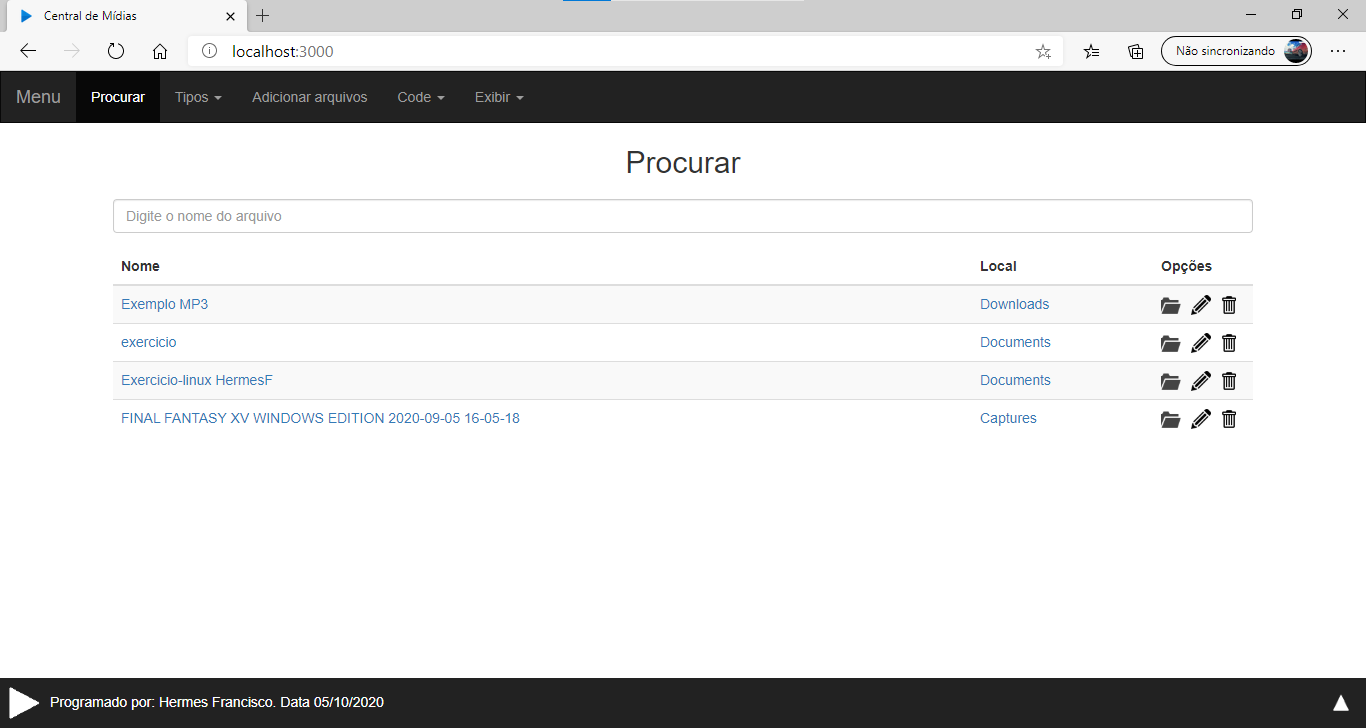 Central de Mídias
localhost:3000
Não sincronizando
Menu Procurar Tipos Adicionar arquivos Code Exibir
Procurar
Digite o nome do arquivo
Nome Local Opções
Exemplo MP3 Downloads
exercicio Documents
Exercicio-linux HermesF Documents
FINAL FANTASY XV WINDOWS EDITION 2020-09-05 16-05-18 Captures
Programado por: Hermes Francisco. Data 05/10/2020